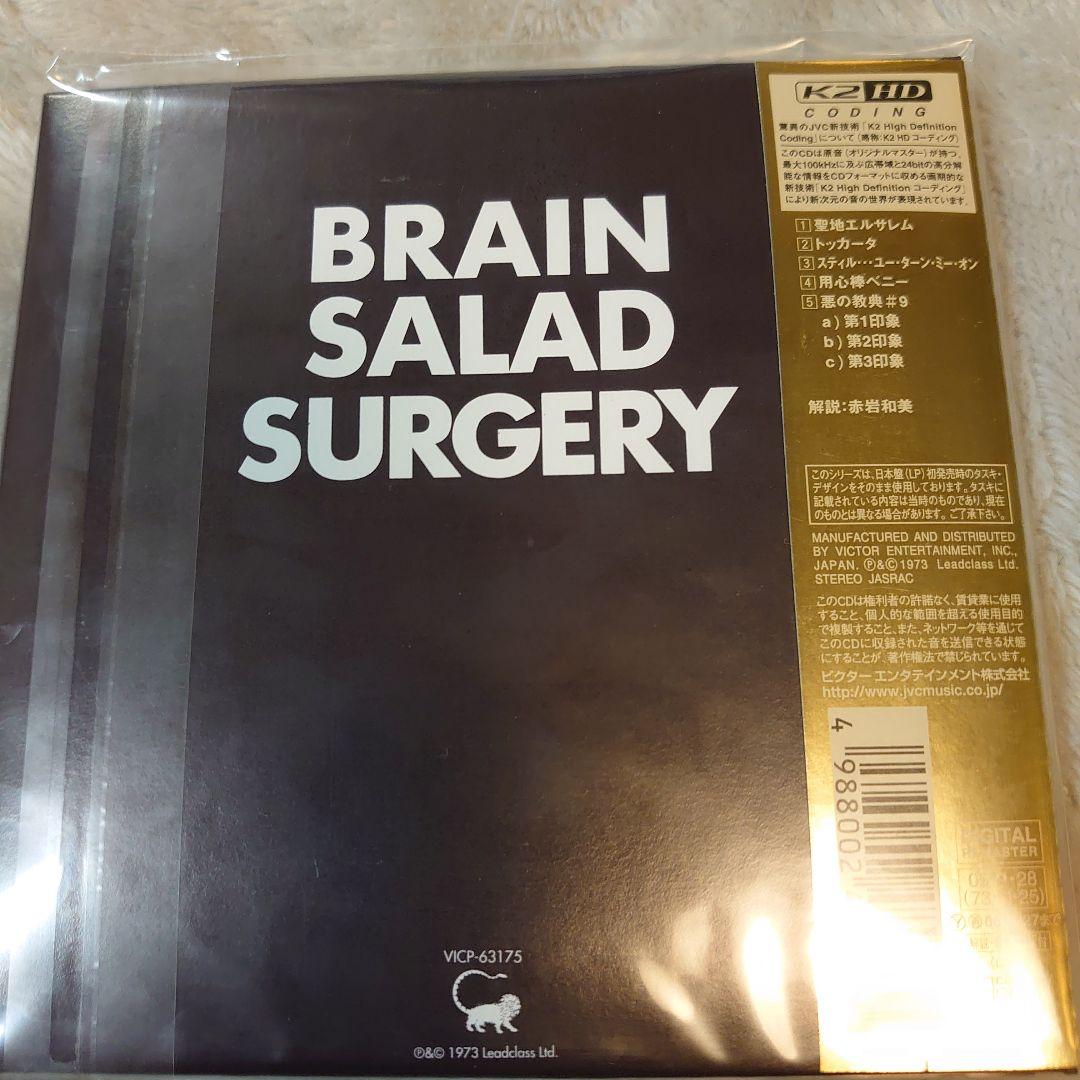 BRAIN
SALAD
SURGERY
VICP-63175
℗&© 1973 Leadclass Ltd.
K2 HD
CODING
驚異のJVC新技術「K2 High Definition
Coding」について(略称:K2 HDコーディング)
このCDは原音(オリジナルマスター)が持つ、
最大100kHzに及ぶ広帯域と24bitの高分解
能な情報をCDフォーマットに収める画期的な
新技術「K2 High Definition コーディング」
により新次元の音の世界が表現されています。
1 聖地エルサレム
2 トッカータ
3 スティル…ユー・ターン・ミー・オン
4 用心棒ベニー
5 悪の教典#9
a)第1印象
b)第2印象
c)第3印象
解説:赤岩和美
このシリーズは、日本盤(LP)初発売時のタスキ・
デザインをそのまま使用しております。タスキに
記載されている内容は当時のものであり、現在
のものとは異なる場合があります。ご了承下さい。
MANUFACTURED AND DISTRIBUTED
BY VICTOR ENTERTAINMENT, INC.,
JAPAN. ℗&© 1973 Leadclass Ltd.
STEREO JASRAC
このCDは権利者の許諾なく、賃貸業に使用
すること、個人的な範囲を超える使用目的
で複製すること、また、ネットワーク等を通じて
このCDに収録された音を送信できる状態
にすることが、著作権法で禁じられています。
ビクター エンタテインメント株式会社
http://www.jvcmusic.co.jp/
4 988002
DIGITAL